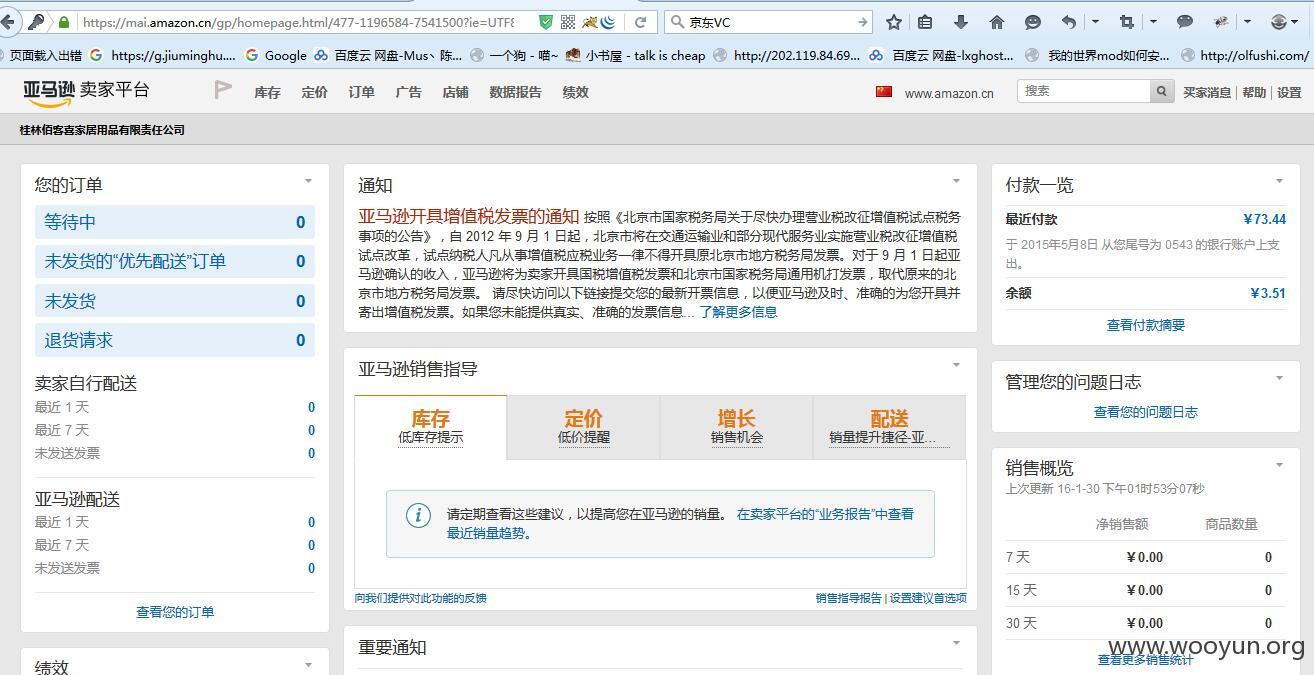 https://mai.amazon.cn/gp/homepage.html/477-1196584-7541500?ie=UTF8
京东VC
页面载入出错 https://g.jiuminghu.... Google 百度云 网盘-Mus丶陈... 一个狗 - 喵~ 小书屋 - talk is cheap http://202.119.84.69... 百度云 网盘-lxghost... 我的世界mod如何安... http://olfushi.com/
亚马逊 卖家平台 库存 定价 订单 广告 店铺 数据报告 绩效 www.amazon.cn 搜索 买家消息 | 帮助 | 设置
桂林佰客喜家居用品有限责任公司
您的订单
等待中 0
未发货的“优先配送”订单 0
未发货 0
退货请求 0
卖家自行配送
最近 1 天 0
最近 7 天 0
未发送发票 0
亚马逊配送
最近 1 天 0
最近 7 天 0
未发送发票 0
查看您的订单
绩效
通知
亚马逊开具增值税发票的通知 按照《北京市国家税务局关于尽快办理营业税改征增值税试点税务
事项的公告》，自 2012 年 9 月 1 日起，北京市将在交通运输业和部分现代服务业实施营业税改征增值税
试点改革，试点纳税人凡从事增值税应税业务一律不得开具原北京市地方税务局发票。对于 9 月 1 日起亚
马逊确认的收入，亚马逊将为卖家开具国税增值税发票和北京市国家税务局通用机打发票，取代原来的北
京市地方税务局发票。 请尽快访问以下链接提交您的最新开票信息，以便亚马逊及时、准确的为您开具并
寄出增值税发票。如果您未能提供真实、准确的发票信息... 了解更多信息
亚马逊销售指导
库存 定价 增长 配送
低库存提示 低价提醒 销售机会 销量提升捷径-亚...
请定期查看这些建议，以提高您在亚马逊的销量。 在卖家平台的“业务报告”中查看
最近销量趋势。
向我们提供对此功能的反馈 销售指导报告 | 设置建议首选项
重要通知
付款一览
最近付款 ￥73.44
于 2015年5月8日 从您尾号为 0543 的银行账户上支
出。
余额 ￥3.51
查看付款摘要
管理您的问题日志
查看您的问题日志
销售概览
上次更新 16-1-30 下午01时53分07秒
净销售额 商品数量
7 天 ￥0.00 0
15 天 ￥0.00 0
30 天 ￥0.00 0
查看更多销售统计
www.wooyun.org